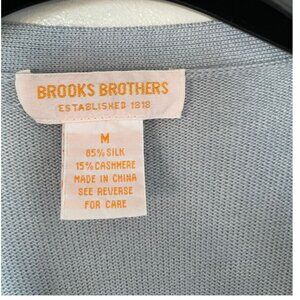 BROOKS BROTHERS
ESTABLISHED 1818
M
85% SILK
15% CASHMERE
MADE IN CHINA
SEE REVERSE
FOR CARE